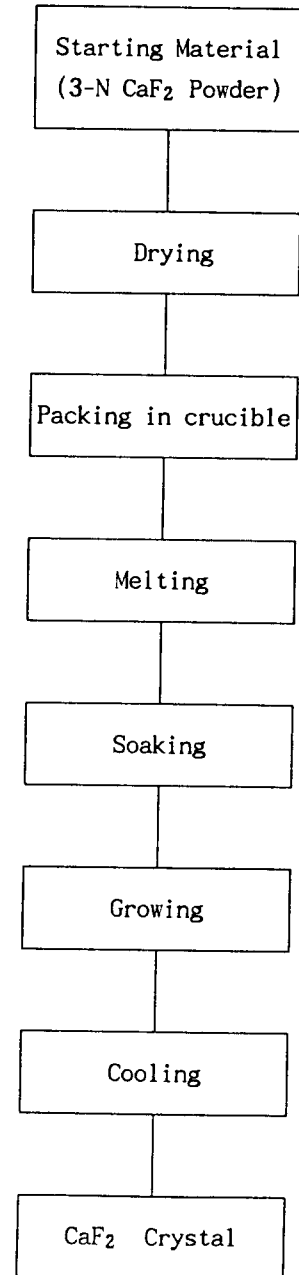 Starting Material
(3-N CaF₂ Powder)
Drying
Packing in crucible
Melting
Soaking
Growing
Cooling
CaF₂ Crystal